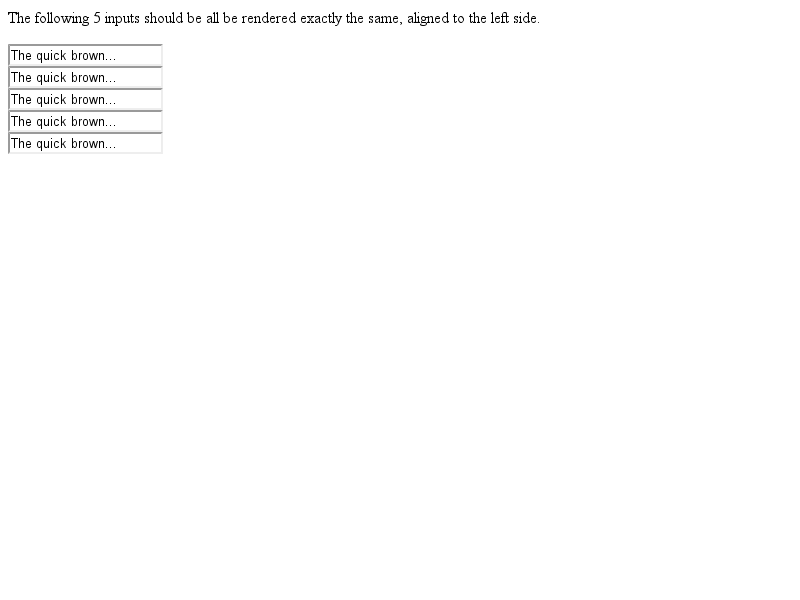 The following 5 inputs should be all be rendered exactly the same, aligned to the left side.
The quick brown...
The quick brown...
The quick brown...
The quick brown...
The quick brown...